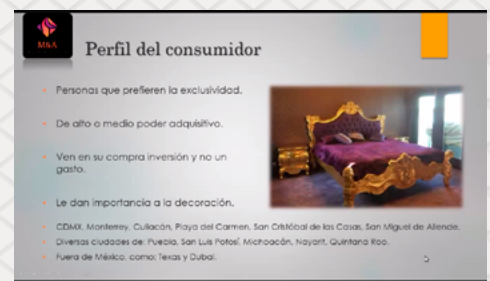 M&A
Perfil del consumidor
Personas que prefieren la exclusividad.
De alto o medio poder adquisitivo.
Ven en su compra inversión y no un
gasto.
Le dan importancia a la decoración.
CDMX, Monterrey, Culiacán, Playa del Carmen, San Cristóbal de las Casas, San Miguel de Allende.
Diversas ciudades de: Puebla, San Luis Potosí, Michoacán, Nayarit, Quintana Roo.
Fuera de México, como: Texas y Dubai.